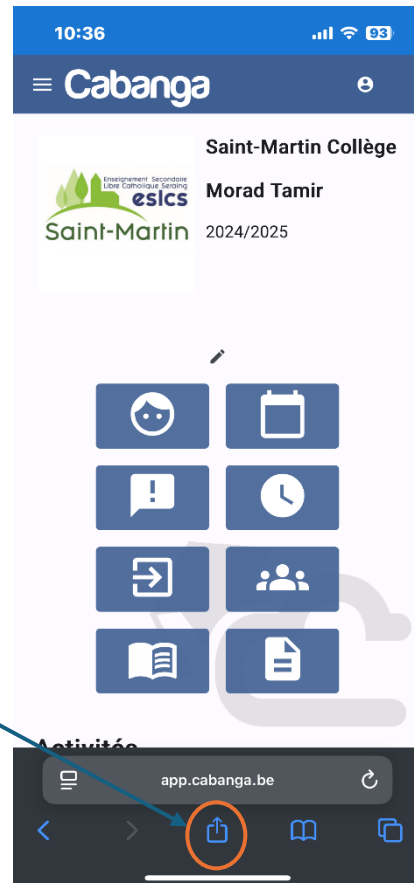 10:36
93
Cabanga
Saint-Martin Collège
Enseignement Secondaire
Libre Catholique Seraing
eslcs
Saint-Martin
Morad Tamir
2024/2025
Activités
app.cabanga.be